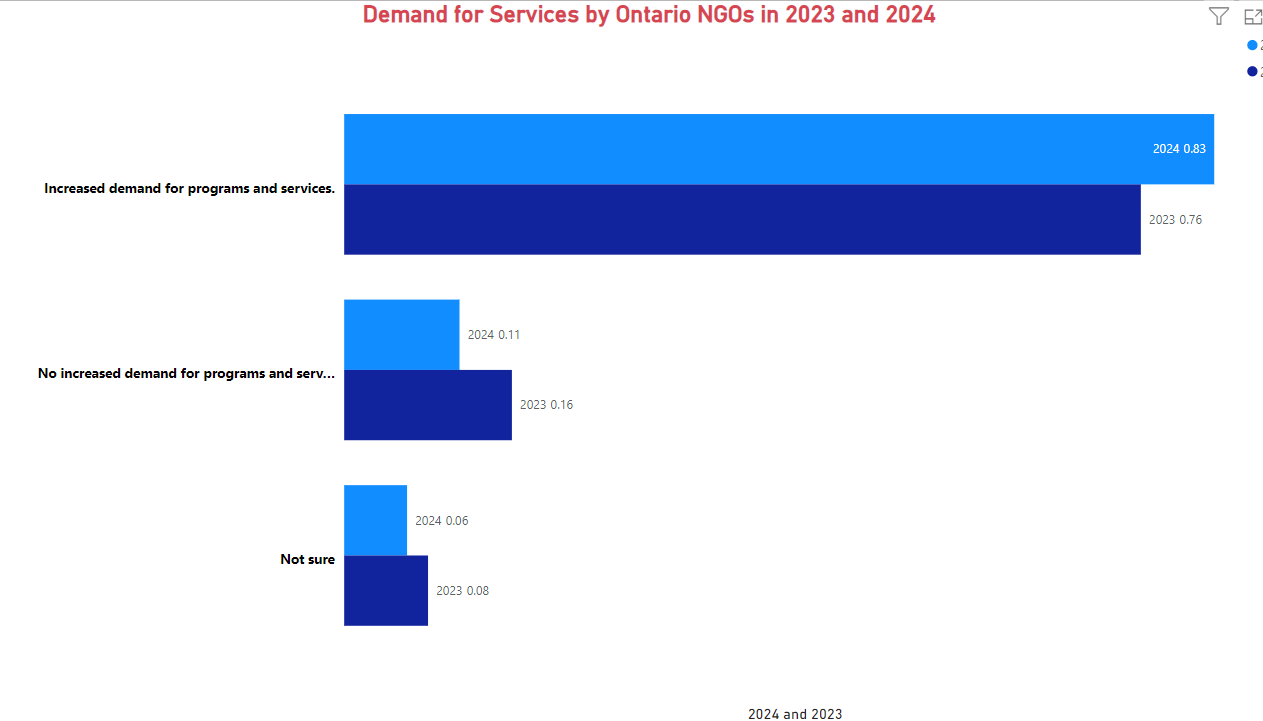 Demand for Services by Ontario NGOs in 2023 and 2024
2024 0.83
Increased demand for programs and services.
2023 0.76
2024 0.11
No increased demand for programs and serv...
2023 0.16
2024 0.06
Not sure
2023 0.08
2024 and 2023